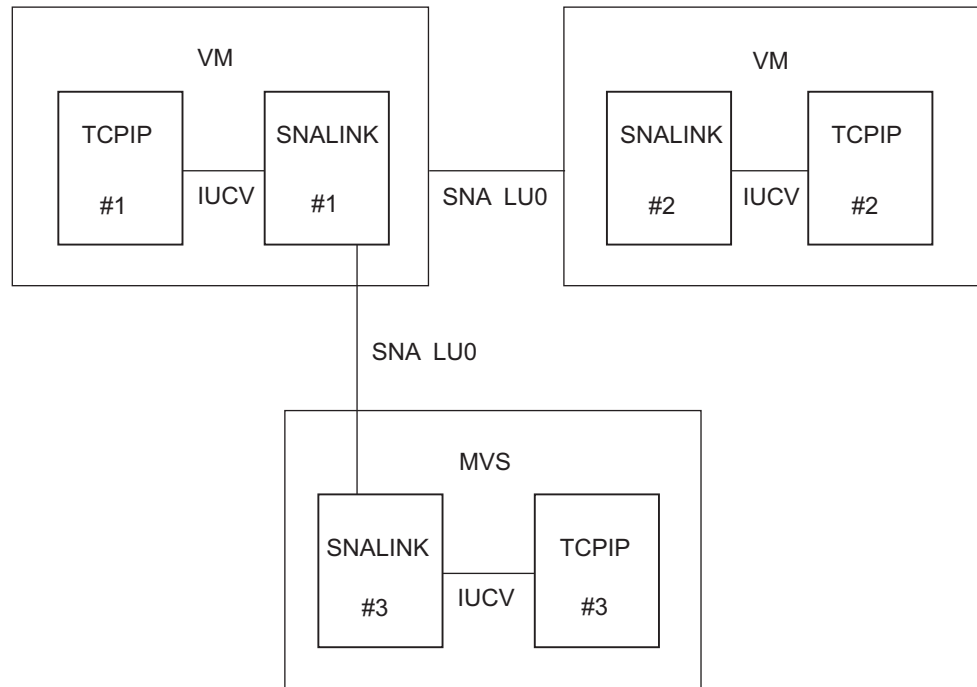 VM
TCPIP
#1
IUCV
SNALINK
#1
SNA LU0
VM
SNALINK
#2
IUCV
TCPIP
#2
SNA LU0
MVS
SNALINK
#3
IUCV
TCPIP
#3